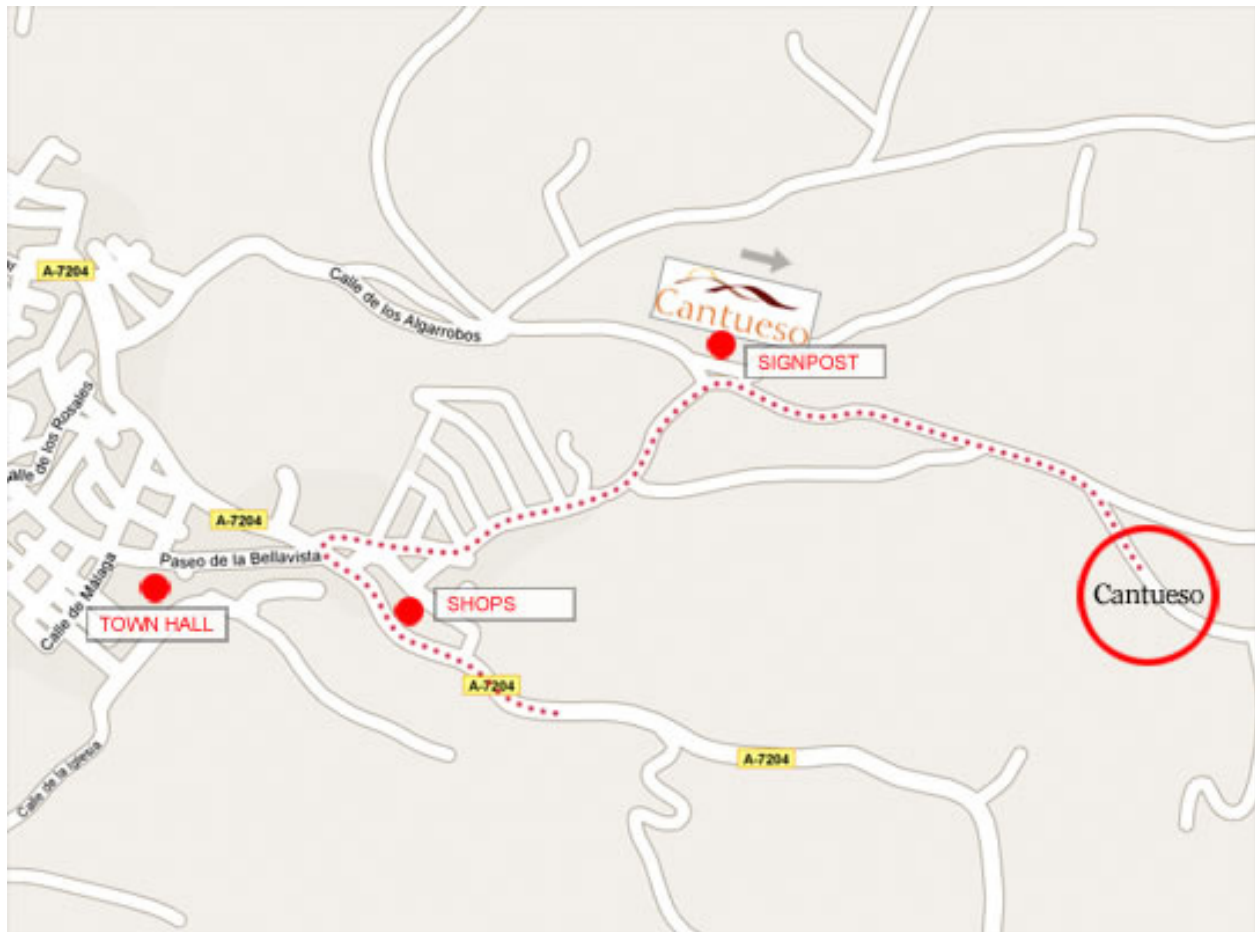 A-7204
Calle de los Algarrobos
Cantueso
SIGNPOST
alle de los Rosales
A-7204
Paseo de la Bellavista
Calle de Málaga
TOWN HALL
SHOPS
Cantueso
A-7204
A-7204
Calle de la Iglesia